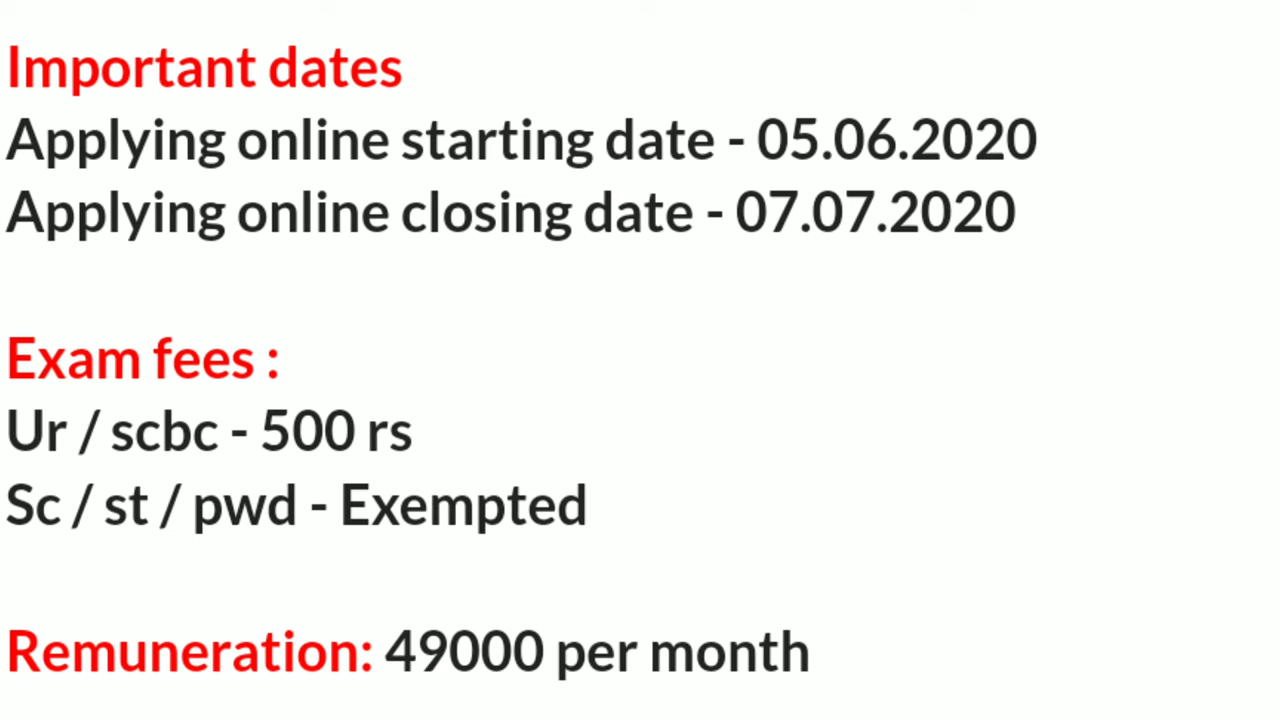 Important dates
Applying online starting date - 05.06.2020
Applying online closing date - 07.07.2020
Exam fees :
Ur / scbc - 500 rs
Sc / st / pwd - Exempted
Remuneration: 49000 per month